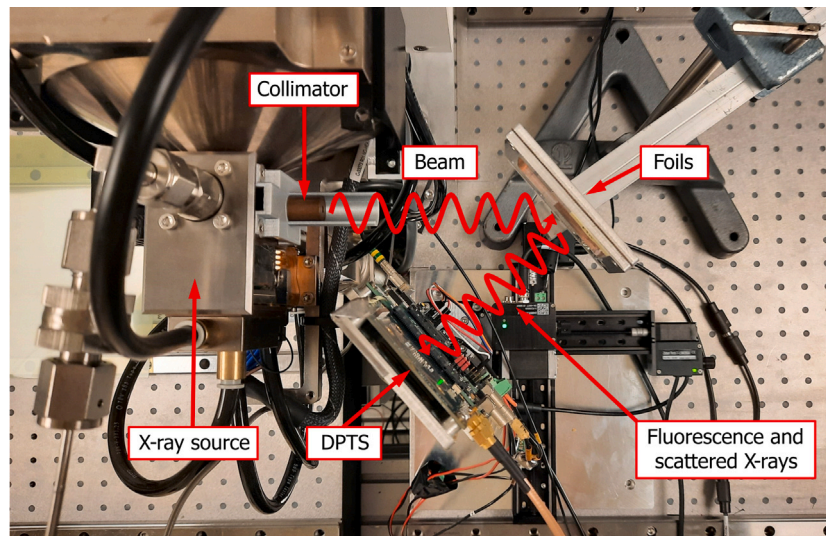 Collimator
Beam
Foils
X-ray source
DPTS
Fluorescence and
scattered X-rays